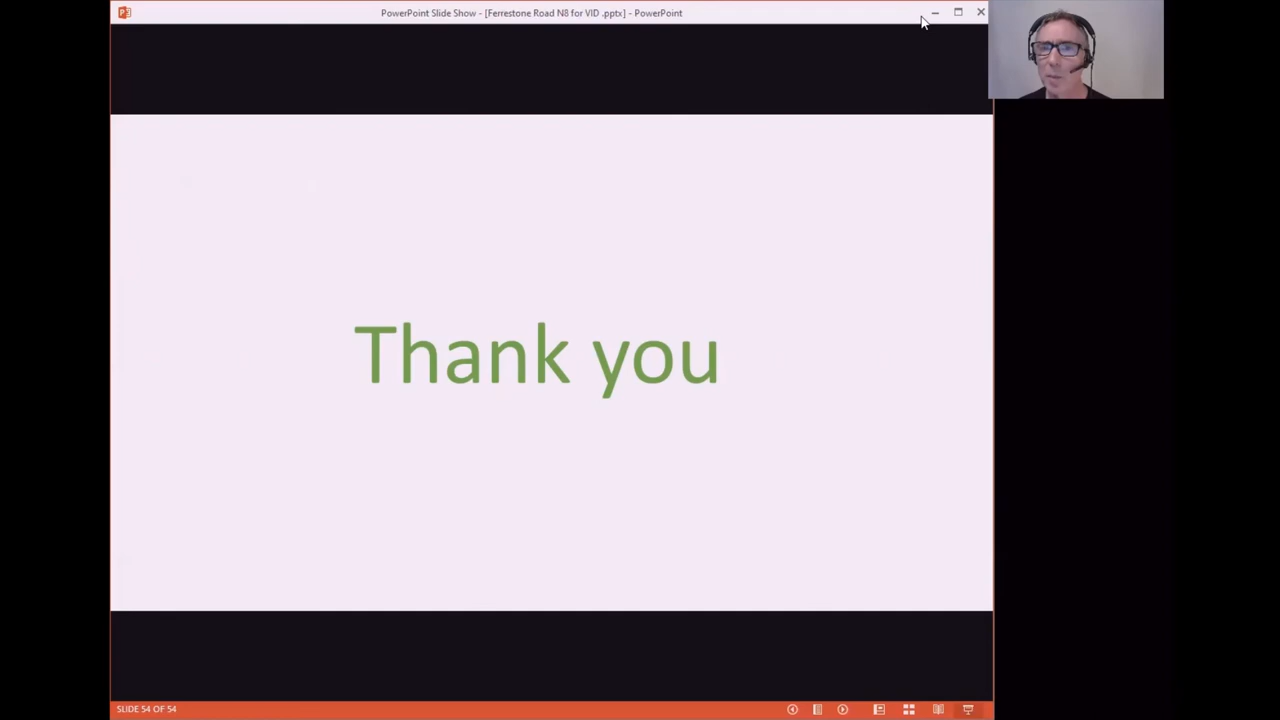 PowerPoint Slide Show - [Ferrestone Road N8 for VID .pptx] - PowerPoint
Thank you
SLIDE 54 OF 54